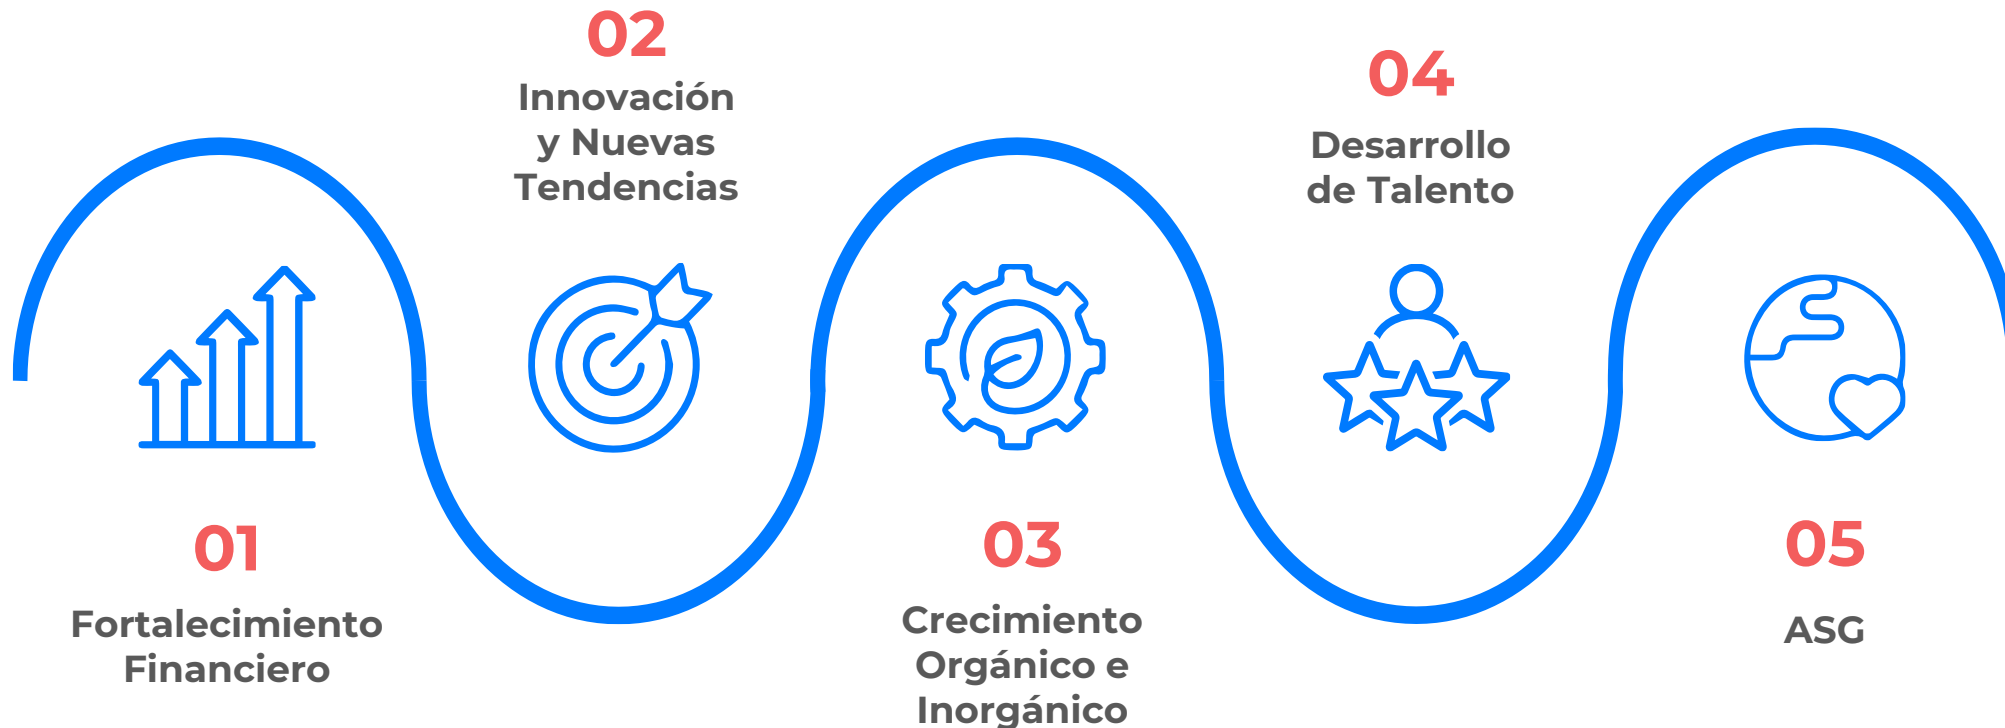 01
Fortalecimiento
Financiero
02
Innovación
y Nuevas
Tendencias
03
Crecimiento
Orgánico e
Inorgánico
04
Desarrollo
de Talento
05
ASG